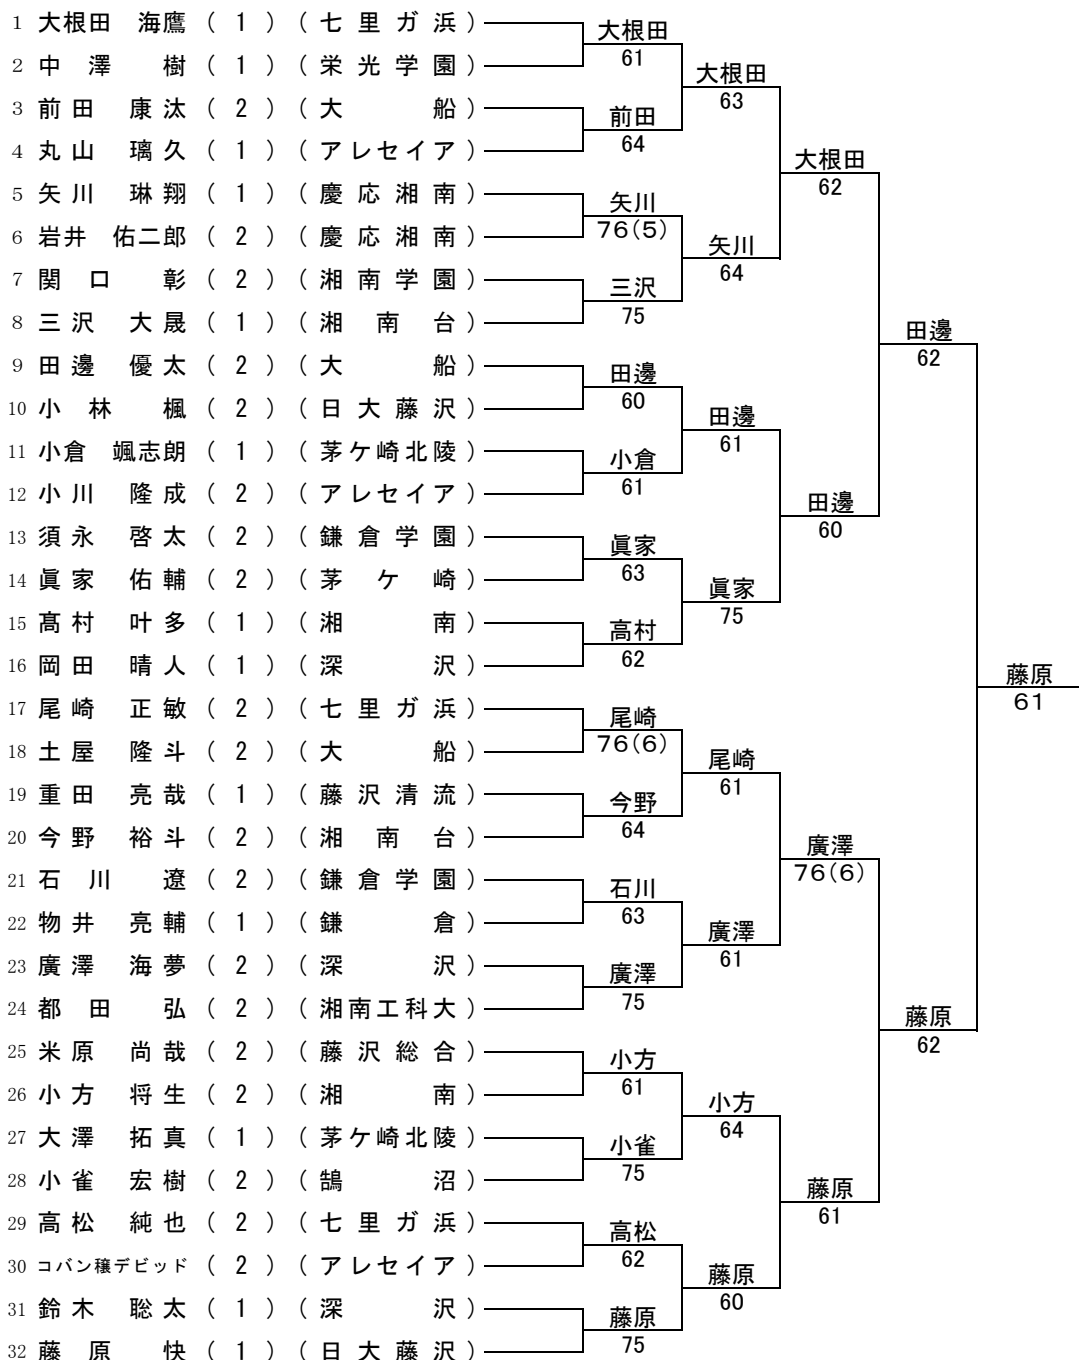 1 大根田 海鷹 ( 1 ) ( 七里ガ浜 )
2 中澤 樹 ( 1 ) ( 栄光学園 )
3 前田 康汰 ( 2 ) ( 大船 )
4 丸山 璃久 ( 1 ) ( アレセイア )
5 矢川 琳翔 ( 1 ) ( 慶応湘南 )
6 岩井 佑二郎 ( 2 ) ( 慶応湘南 )
7 関口 彰 ( 2 ) ( 湘南学園 )
8 三沢 大晟 ( 1 ) ( 湘南台 )
9 田邊 優太 ( 2 ) ( 大船 )
10 小林 楓 ( 2 ) ( 日大藤沢 )
11 小倉 颯志朗 ( 1 ) ( 茅ケ崎北陵 )
12 小川 隆成 ( 2 ) ( アレセイア )
13 須永 啓太 ( 2 ) ( 鎌倉学園 )
14 眞家 佑輔 ( 2 ) ( 茅ケ崎 )
15 髙村 叶多 ( 1 ) ( 湘南 )
16 岡田 晴人 ( 1 ) ( 深沢 )
17 尾崎 正敏 ( 2 ) ( 七里ガ浜 )
18 土屋 隆斗 ( 2 ) ( 大船 )
19 重田 亮哉 ( 1 ) ( 藤沢清流 )
20 今野 裕斗 ( 2 ) ( 湘南台 )
21 石川 遼 ( 2 ) ( 鎌倉学園 )
22 物井 亮輔 ( 1 ) ( 鎌倉 )
23 廣澤 海夢 ( 2 ) ( 深沢 )
24 都田 弘 ( 2 ) ( 湘南工科大 )
25 米原 尚哉 ( 2 ) ( 藤沢総合 )
26 小方 将生 ( 2 ) ( 湘南 )
27 大澤 拓真 ( 1 ) ( 茅ケ崎北陵 )
28 小雀 宏樹 ( 2 ) ( 鵠沼 )
29 高松 純也 ( 2 ) ( 七里ガ浜 )
30 コバン穣デビッド ( 2 ) ( アレセイア )
31 鈴木 聡太 ( 1 ) ( 深沢 )
32 藤原 快 ( 1 ) ( 日大藤沢 )
大根田
61
前田
64
矢川
76(5)
三沢
75
田邊
60
小倉
61
眞家
63
高村
62
尾崎
76(6)
今野
64
石川
63
廣澤
75
小方
61
小雀
75
高松
62
藤原
75
大根田
63
矢川
64
田邊
61
眞家
75
尾崎
61
廣澤
61
小方
64
藤原
60
大根田
62
田邊
60
廣澤
76(6)
藤原
61
田邊
62
藤原
62
藤原
61